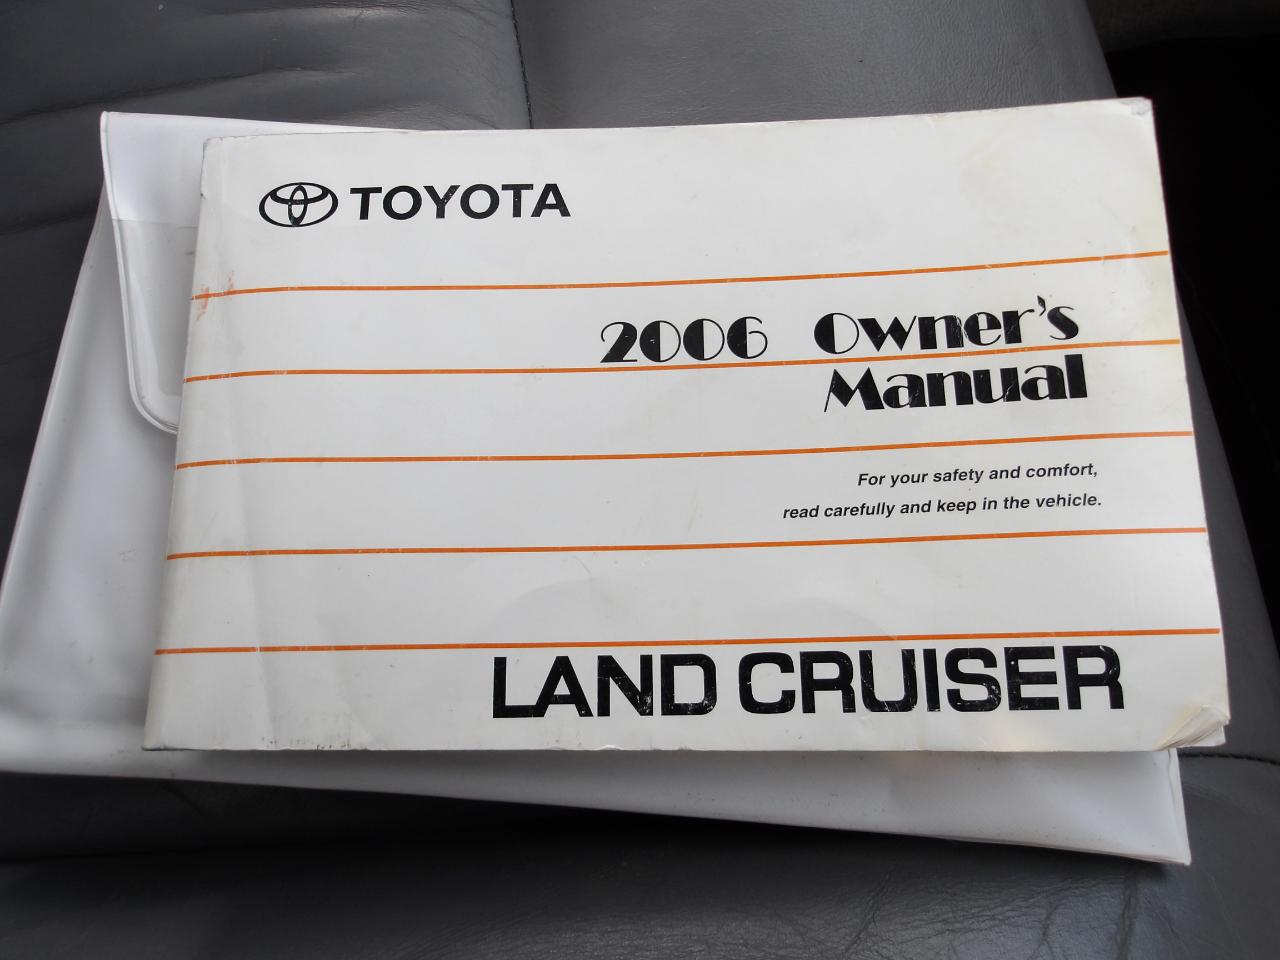 TOYOTA
2006 Owner's
Manual
For your safety and comfort,
read carefully and keep in the vehicle.
LAND CRUISER